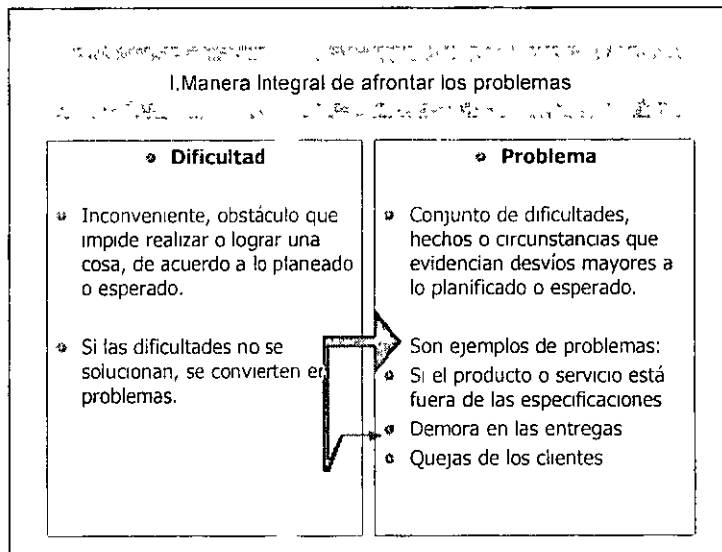 I.Manera Integral de afrontar los problemas
Dificultad
Inconveniente, obstáculo que
impide realizar o lograr una
cosa, de acuerdo a lo planeado
o esperado.
Si las dificultades no se
solucionan, se convierten en
problemas.
Problema
Conjunto de dificultades,
hechos o circunstancias que
evidencian desvíos mayores a
lo planificado o esperado.
Son ejemplos de problemas:
Si el producto o servicio está
fuera de las especificaciones
Demora en las entregas
Quejas de los clientes